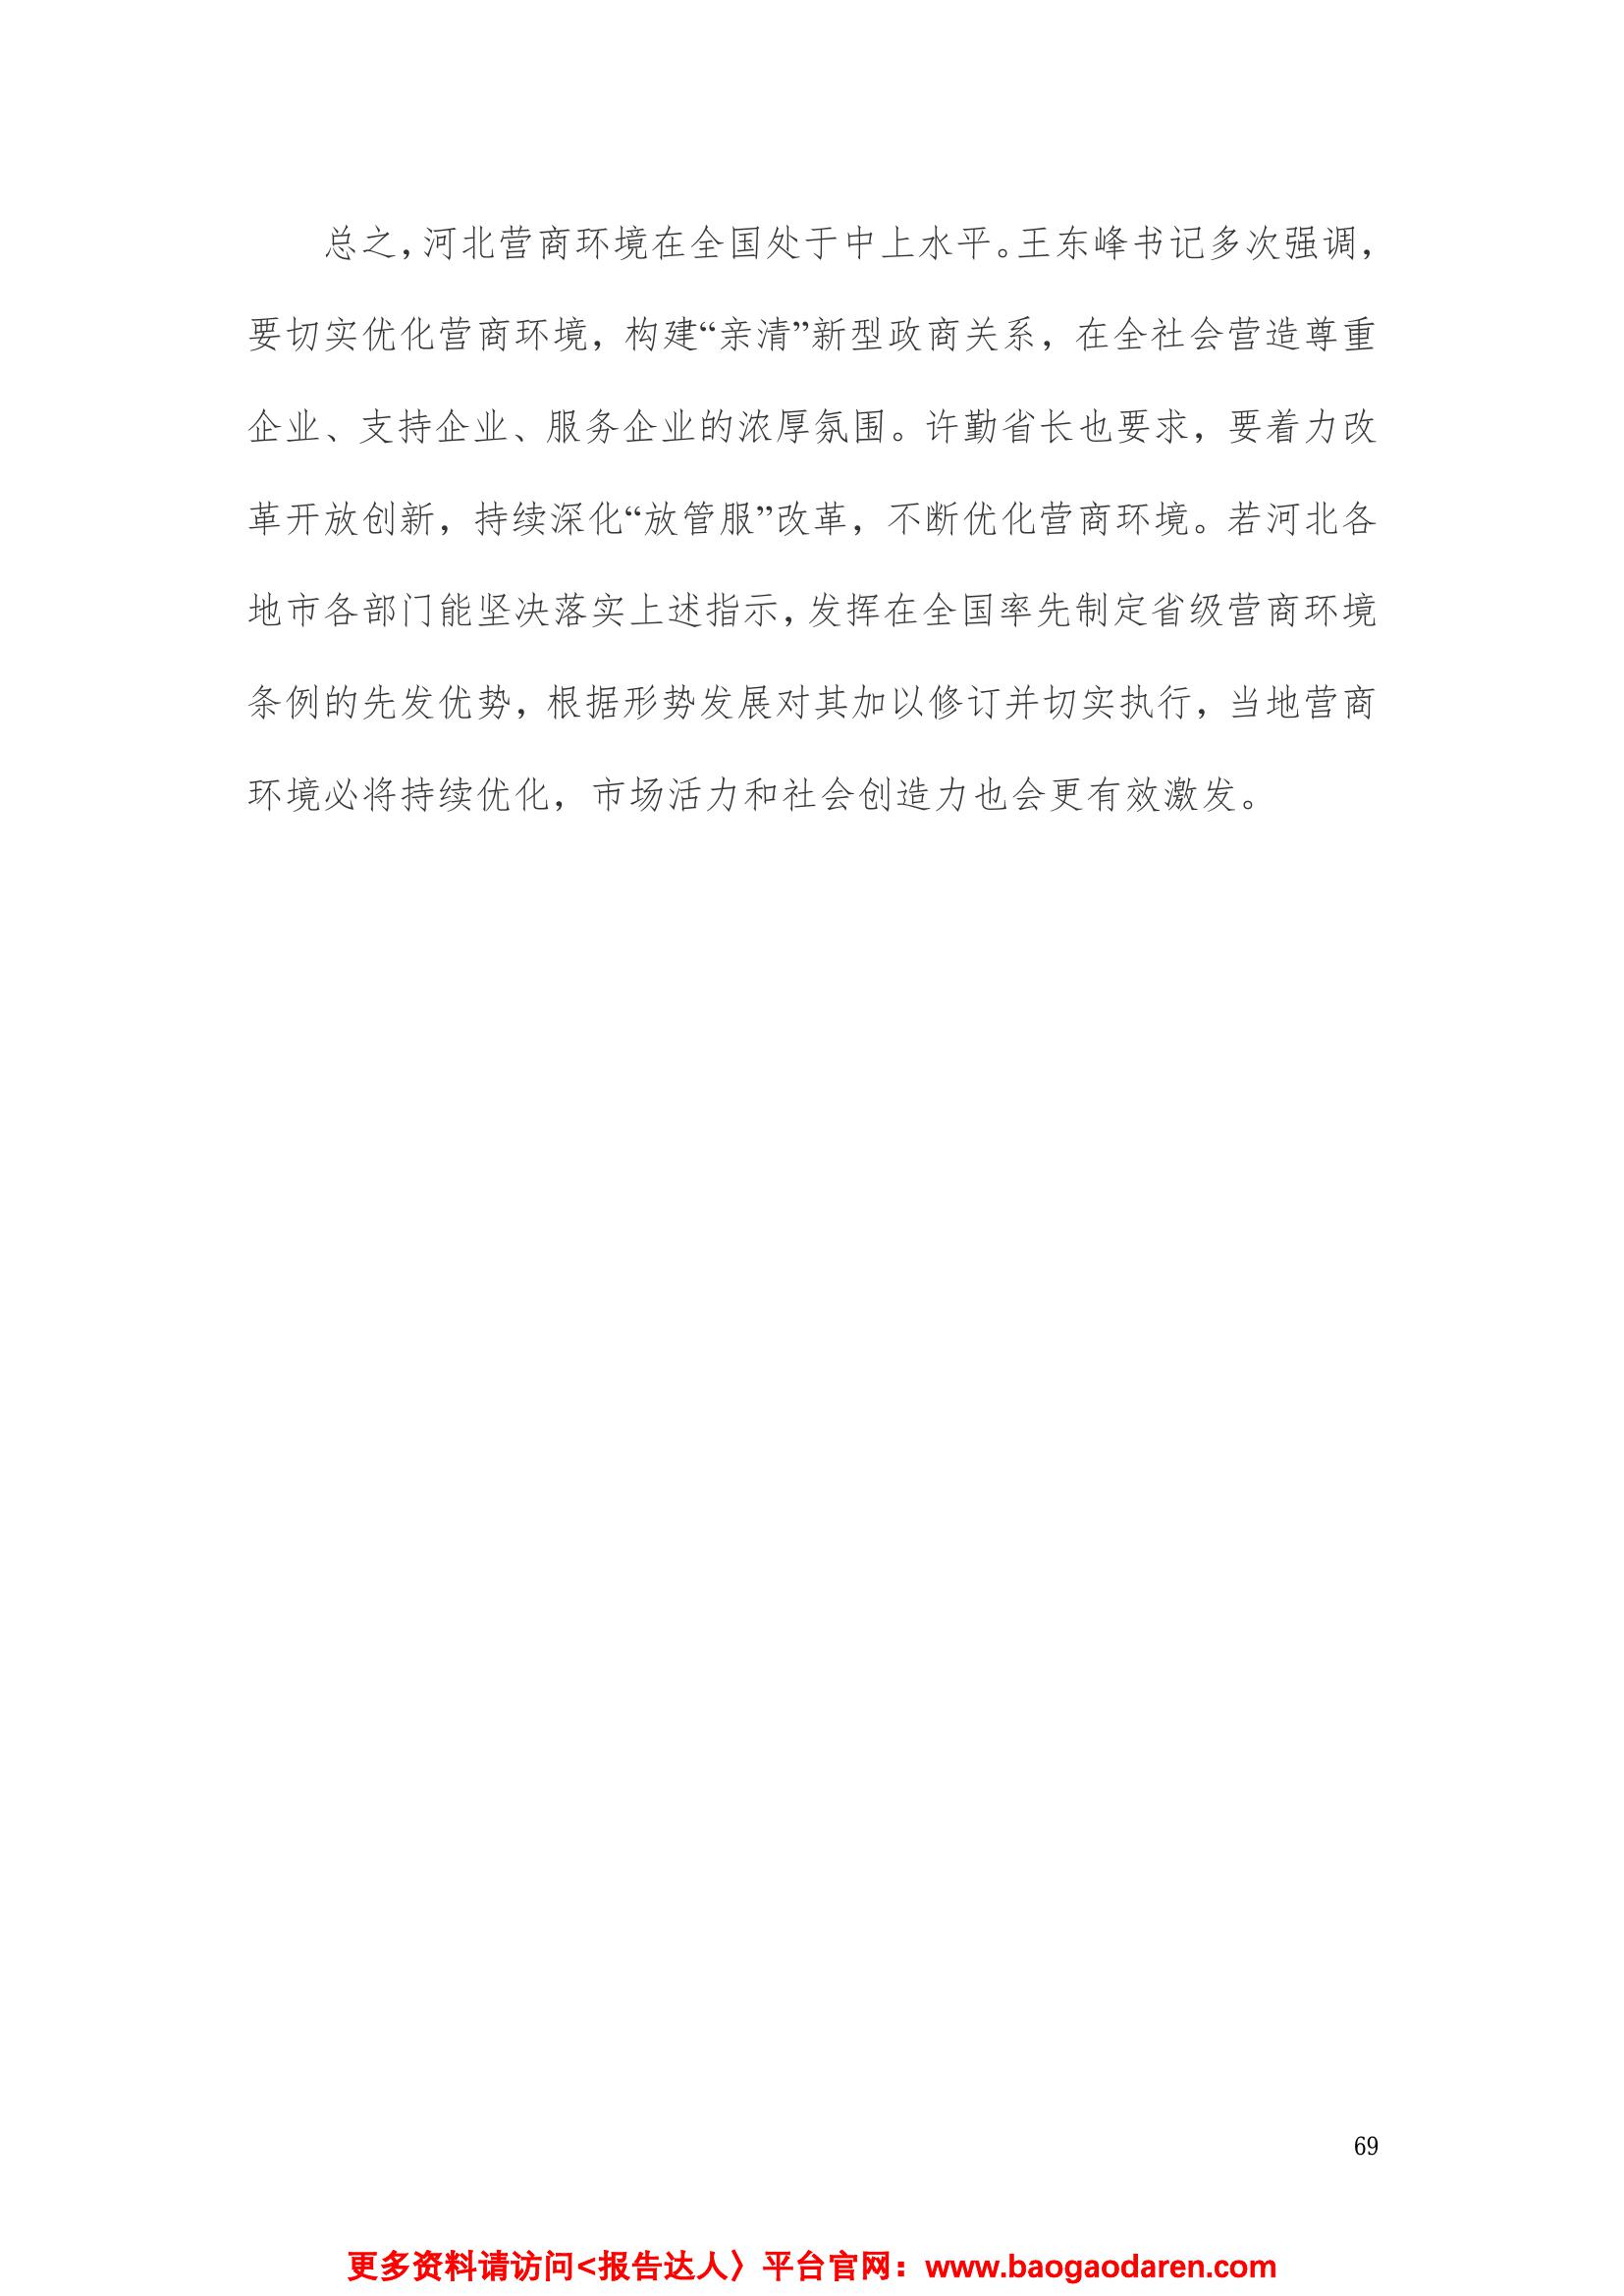 总之，河北营商环境在全国处于中上水平。王东峰书记多次强调，
要切实优化营商环境，构建“亲清”新型政商关系，在全社会营造尊重
企业、支持企业、服务企业的浓厚氛围。许勤省长也要求，要着力改
革开放创新，持续深化“放管服”改革，不断优化营商环境。若河北各
地市各部门能坚决落实上述指示，发挥在全国率先制定省级营商环境
条例的先发优势，根据形势发展对其加以修订并切实执行，当地营商
环境必将持续优化，市场活力和社会创造力也会更有效激发。
69
更多资料请访问<报告达人〉平台官网：www.baogaodaren.com